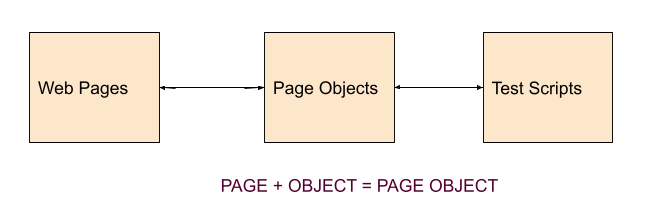 Web Pages
Page Objects
Test Scripts
PAGE + OBJECT = PAGE OBJECT